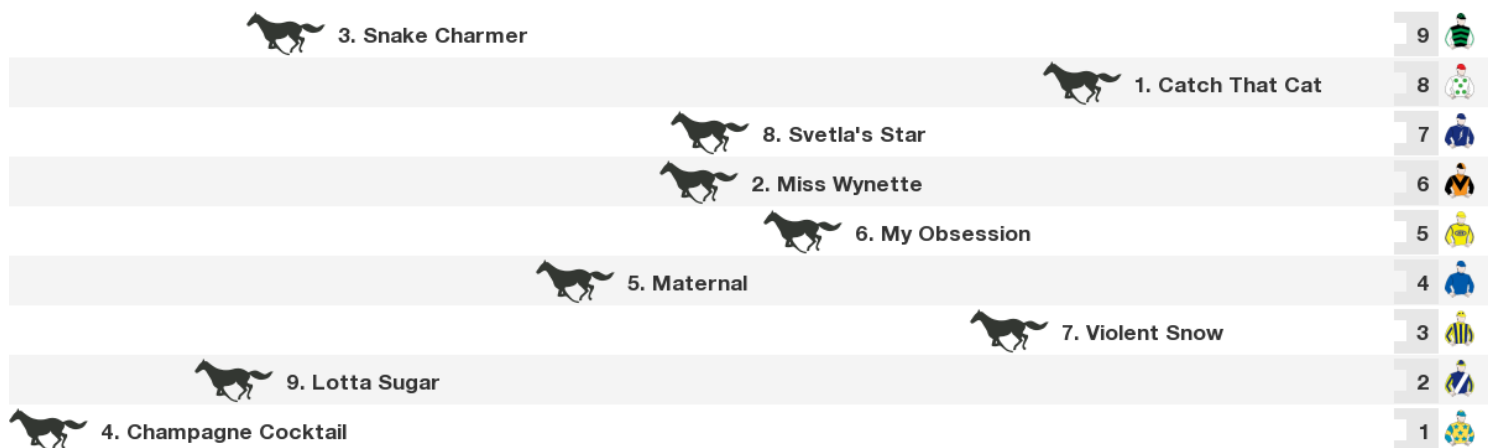 3. Snake Charmer 9
1. Catch That Cat 8
8. Svetla's Star 7
2. Miss Wynette 6
6. My Obsession 5
5. Maternal 4
7. Violent Snow 3
9. Lotta Sugar 2
4. Champagne Cocktail 1